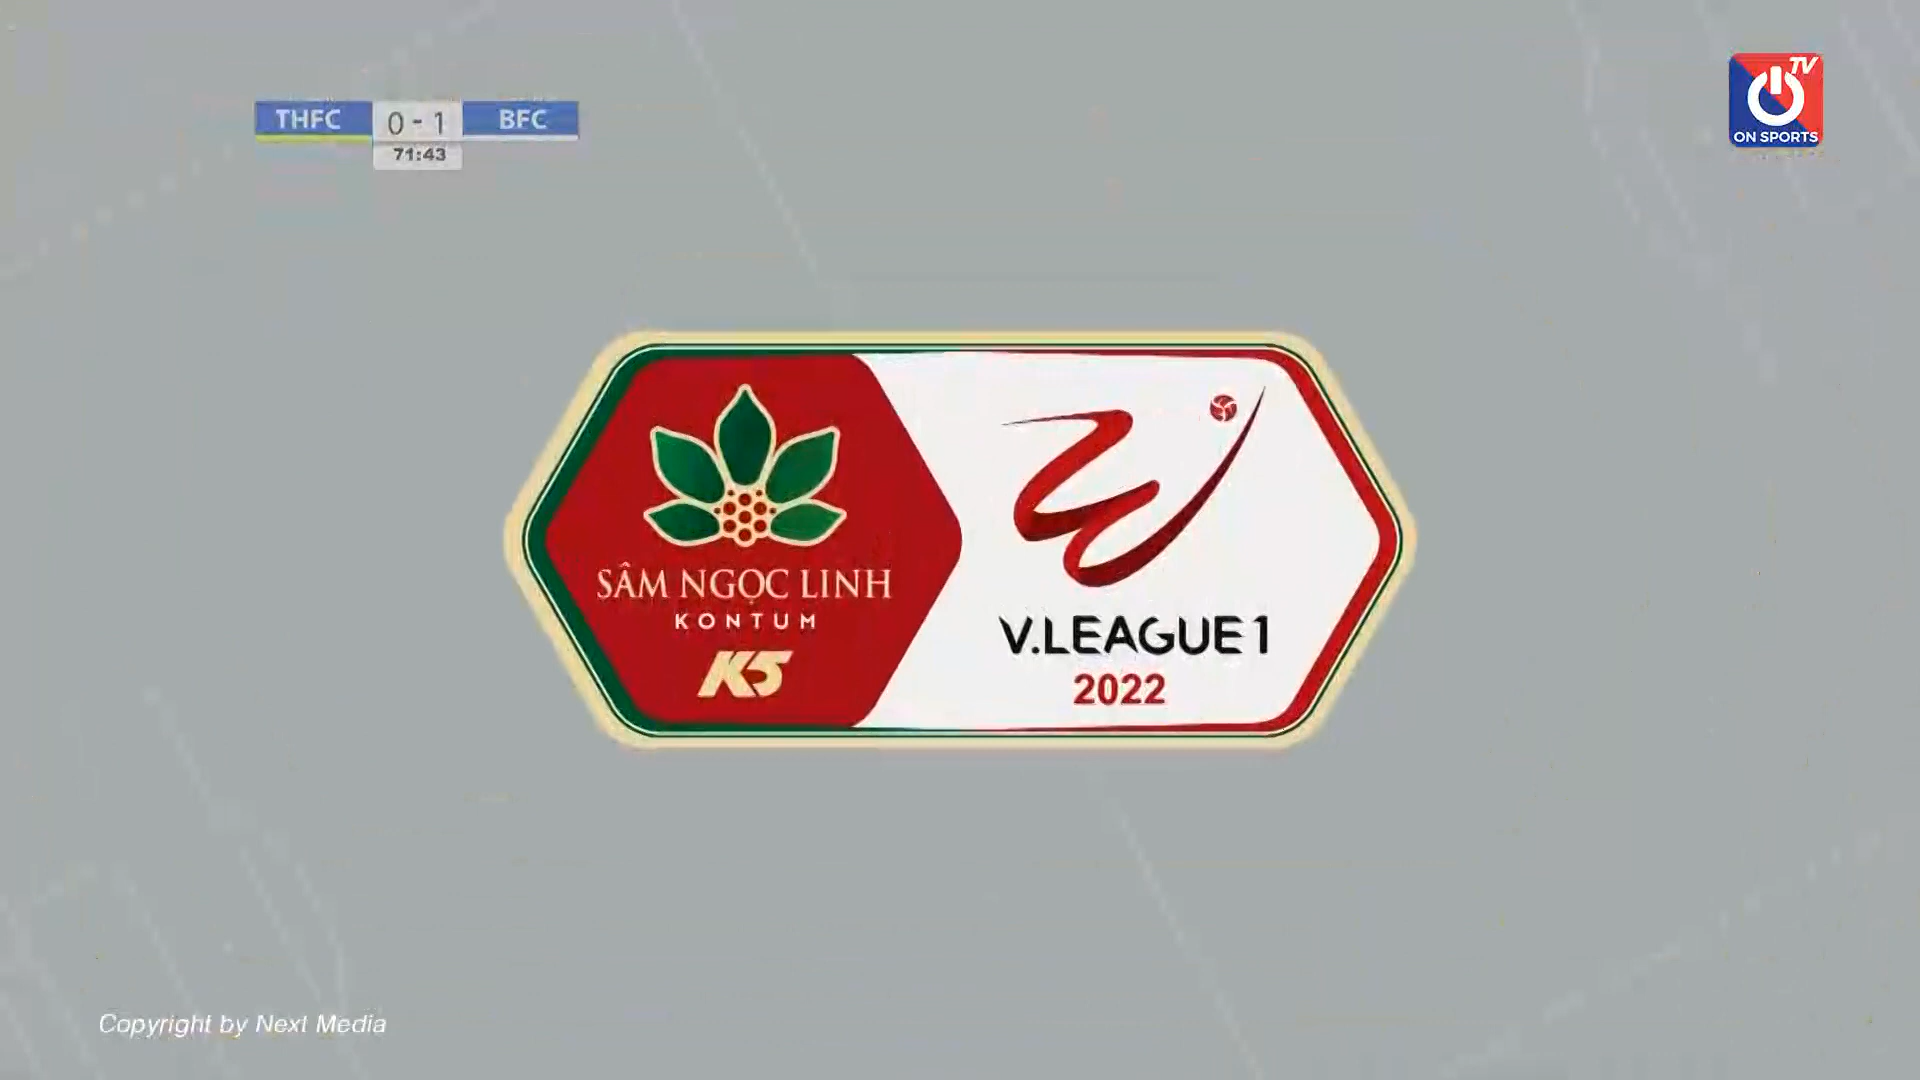 THFC 0 - 1 BFC
71:43
TV
ON SPORTS
SÂM NGỌC LINH
KONTUM
K5
V.LEAGUE 1
2022
Copyright by Next Media